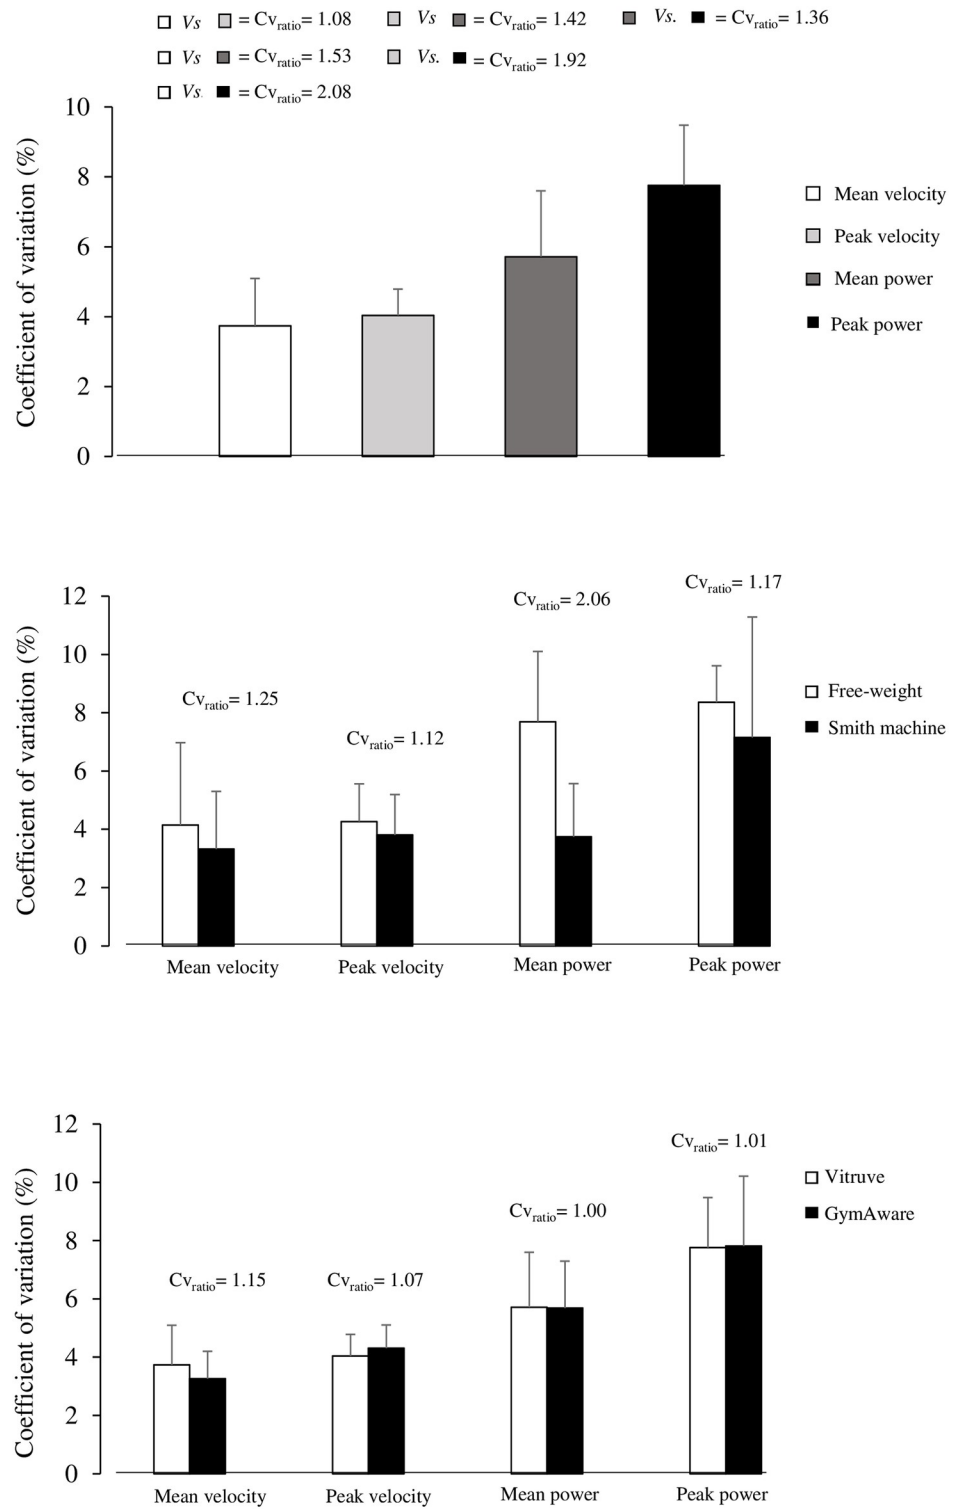 Vs = Cvratio= 1.08 Vs = Cvratio= 1.42 Vs. = Cvratio= 1.36
Vs = Cvratio= 1.53 Vs. = Cvratio= 1.92
Vs. = Cvratio= 2.08
Coefficient of variation (%)
10
8
6
4
2
0
Mean velocity
Peak velocity
Mean power
Peak power
Coefficient of variation (%)
12
10
8
6
4
2
0
Cvratio= 1.25
Cvratio= 1.12
Cvratio= 2.06
Cvratio= 1.17
Free-weight
Smith machine
Mean velocity Peak velocity Mean power Peak power
Coefficient of variation (%)
12
10
8
6
4
2
0
Cvratio= 1.15
Cvratio= 1.07
Cvratio= 1.00
Cvratio= 1.01
Vitruve
GymAware
Mean velocity Peak velocity Mean power Peak power